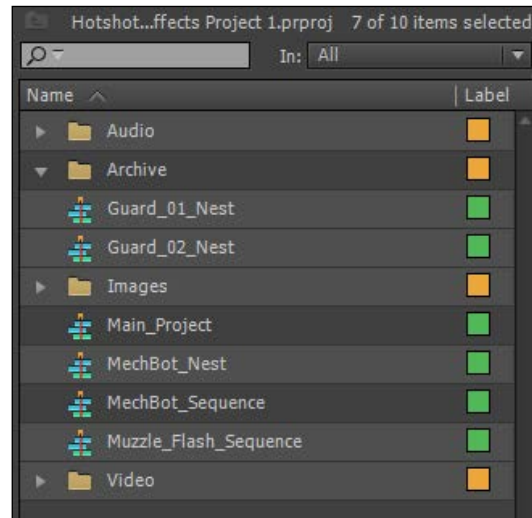 Hotshot...ffects Project 1.prproj 7 of 10 items selected
In: All
Name Label
Audio
Archive
Guard_01_Nest
Guard_02_Nest
Images
Main_Project
MechBot_Nest
MechBot_Sequence
Muzzle_Flash_Sequence
Video